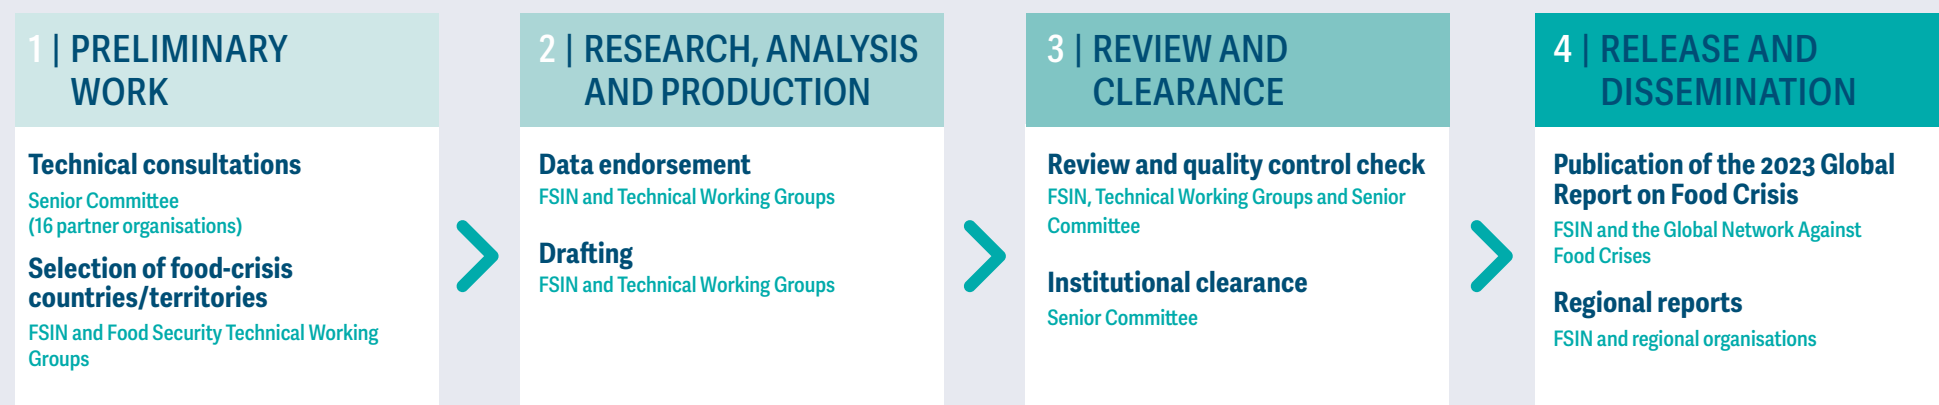 1 | PRELIMINARY
WORK
Technical consultations
Senior Committee
(16 partner organisations)
Selection of food-crisis
countries/territories
FSIN and Food Security Technical Working
Groups
2 | RESEARCH, ANALYSIS
AND PRODUCTION
Data endorsement
FSIN and Technical Working Groups
Drafting
FSIN and Technical Working Groups
3 | REVIEW AND
CLEARANCE
Review and quality control check
FSIN, Technical Working Groups and Senior
Committee
Institutional clearance
Senior Committee
4 | RELEASE AND
DISSEMINATION
Publication of the 2023 Global
Report on Food Crisis
FSIN and the Global Network Against
Food Crises
Regional reports
FSIN and regional organisations